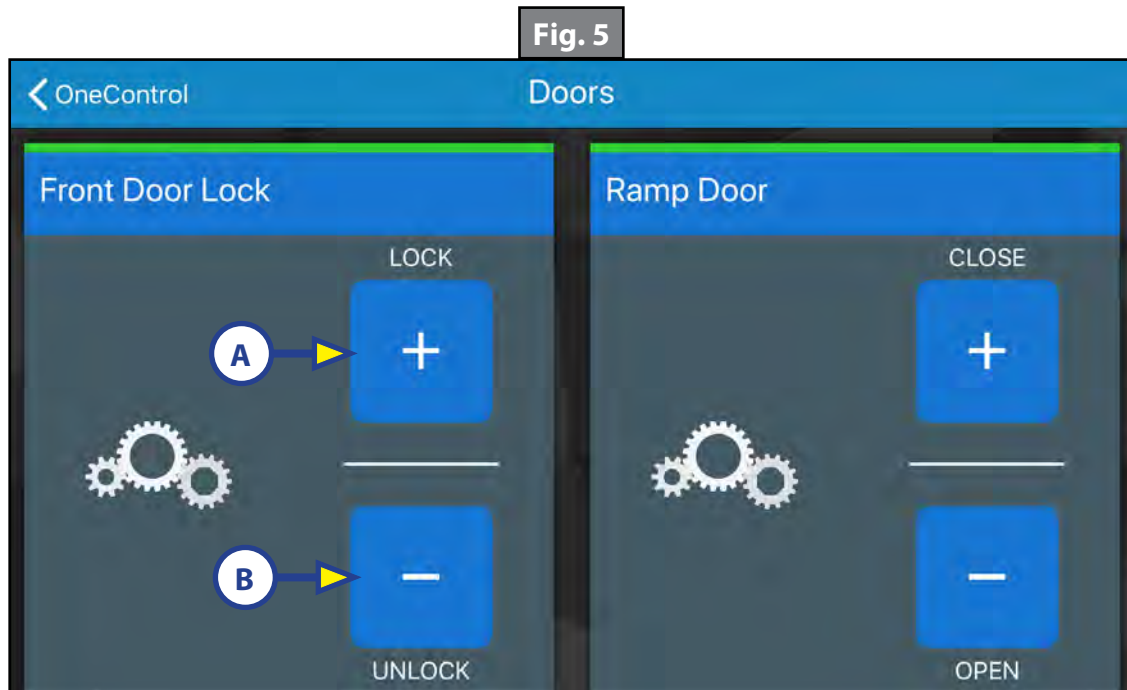 Fig. 5
OneControl
Doors
Front Door Lock
LOCK
A
+
B
−
UNLOCK
Ramp Door
CLOSE
+
−
OPEN